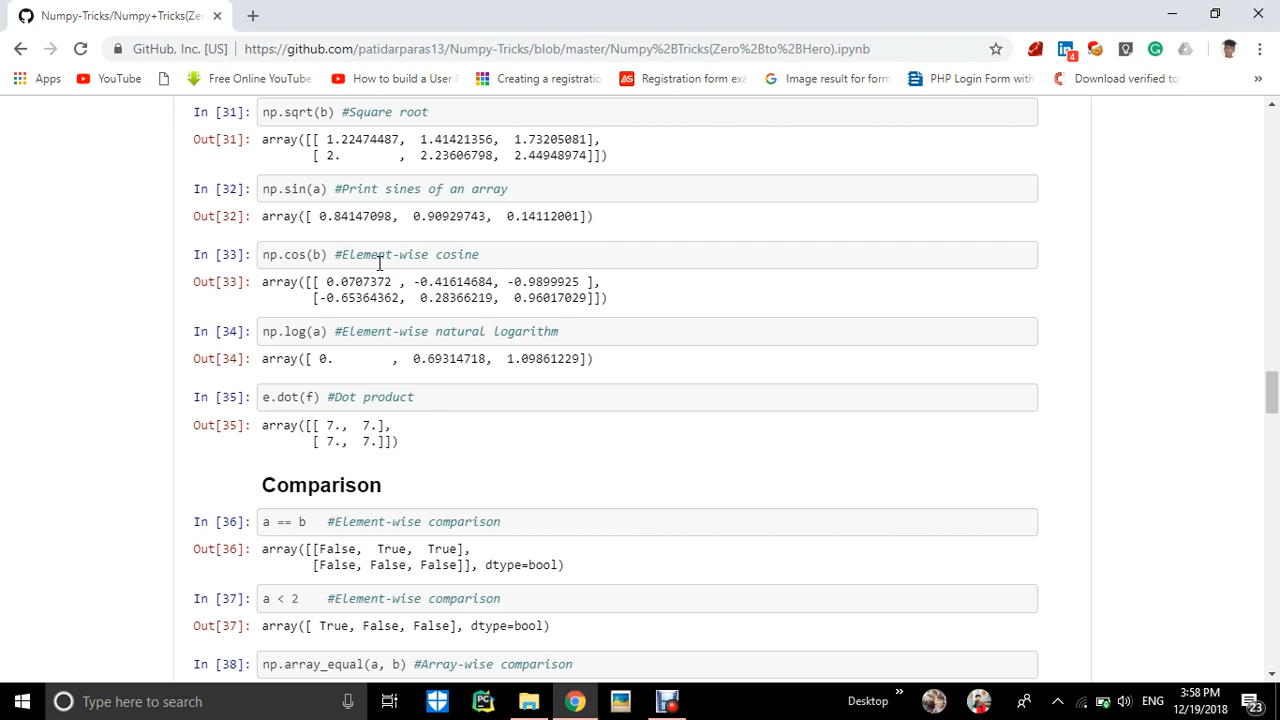 Numpy-Tricks/Numpy+Tricks(Zer
GitHub, Inc. [US] | https://github.com/patidarparas13/Numpy-Tricks/blob/master/Numpy%2BTricks(Zero%2Bto%2BHero).ipynb
4
Apps YouTube Free Online YouTube How to build a User Creating a registratio Registration form exa Image result for form PHP Login Form with Download verified to »
In [31]: np.sqrt(b) #Square root
Out[31]: array([[ 1.22474487, 1.41421356, 1.73205081],
[ 2. , 2.23606798, 2.44948974]])
In [32]: np.sin(a) #Print sines of an array
Out[32]: array([ 0.84147098, 0.90929743, 0.14112001])
In [33]: np.cos(b) #Element-wise cosine
Out[33]: array([[ 0.0707372 , -0.41614684, -0.9899925 ],
[-0.65364362, 0.28366219, 0.96017029]])
In [34]: np.log(a) #Element-wise natural logarithm
Out[34]: array([ 0. , 0.69314718, 1.09861229])
In [35]: e.dot(f) #Dot product
Out[35]: array([[ 7., 7.],
[ 7., 7.]])
Comparison
In [36]: a == b #Element-wise comparison
Out[36]: array([[False, True, True],
[False, False, False]], dtype=bool)
In [37]: a < 2 #Element-wise comparison
Out[37]: array([ True, False, False], dtype=bool)
In [38]: np.array_equal(a, b) #Array-wise comparison
Type here to search Desktop » ENG 3:58 PM
12/19/2018 23